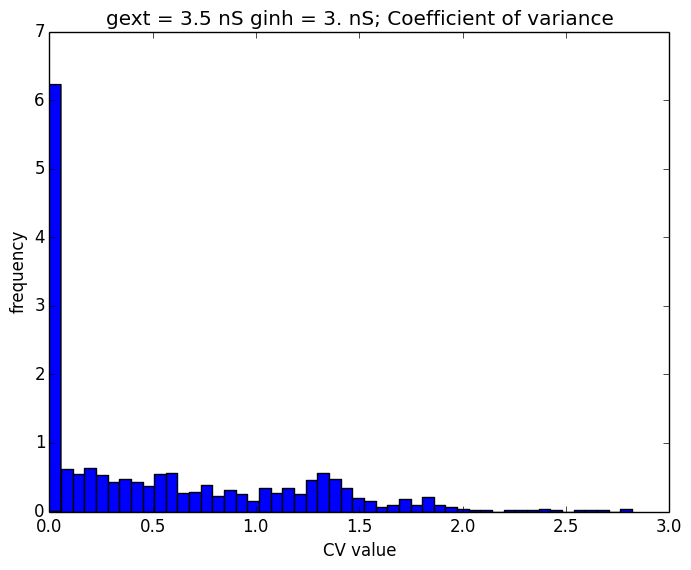 gext = 3.5 nS ginh = 3. nS; Coefficient of variance
7
6
5
4
3
2
1
0
frequency
0.0 0.5 1.0 1.5 2.0 2.5 3.0
CV value